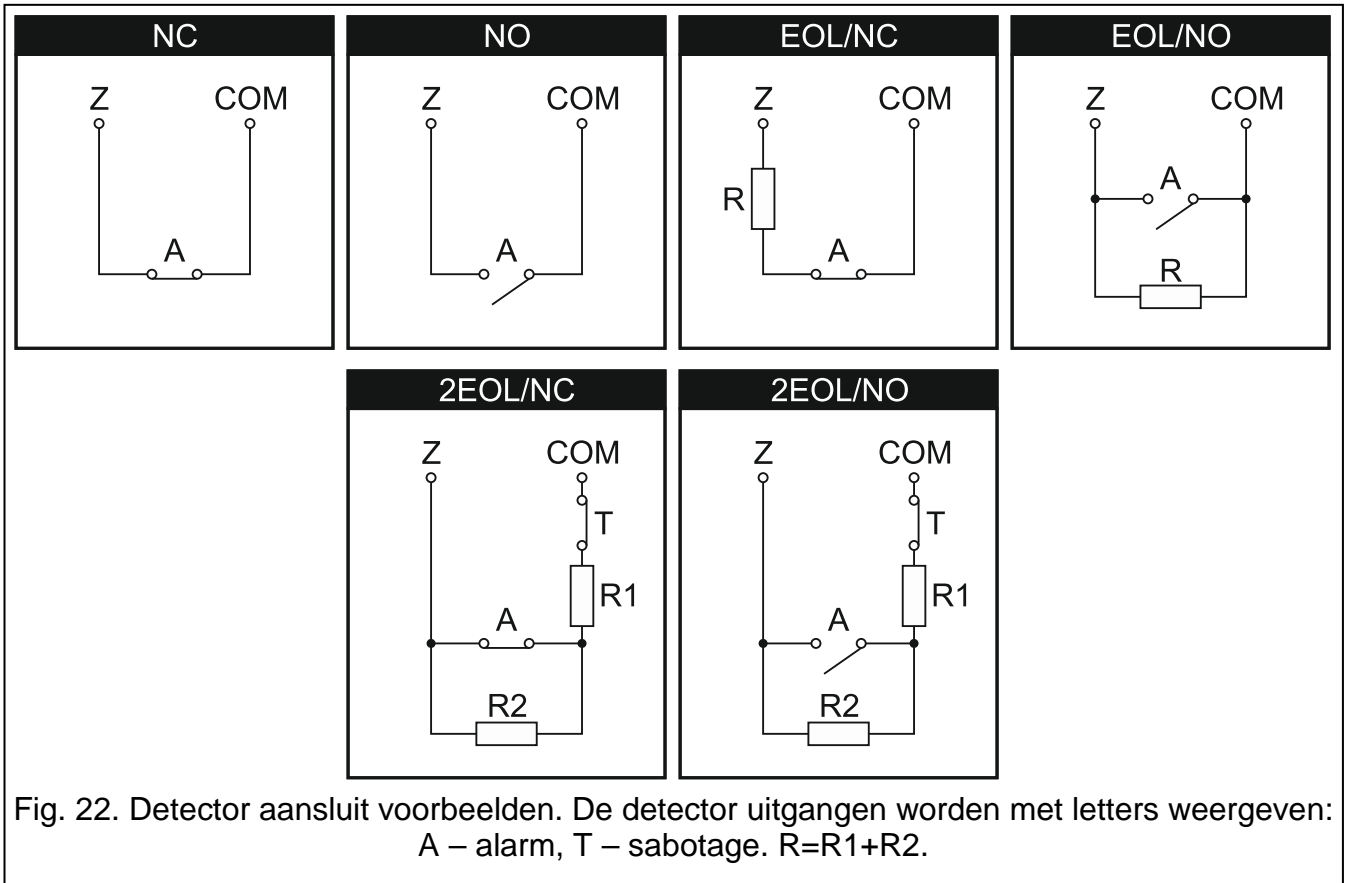 NC
Z COM
A
NO
Z COM
A
EOL/NC
Z COM
R
A
EOL/NO
Z COM
A
R
2EOL/NC
Z COM
T
R1
A
R2
2EOL/NO
Z COM
T
R1
A
R2
Fig. 22. Detector aansluit voorbeelden. De detector uitgangen worden met letters weergeven:
A – alarm, T – sabotage. R=R1+R2.